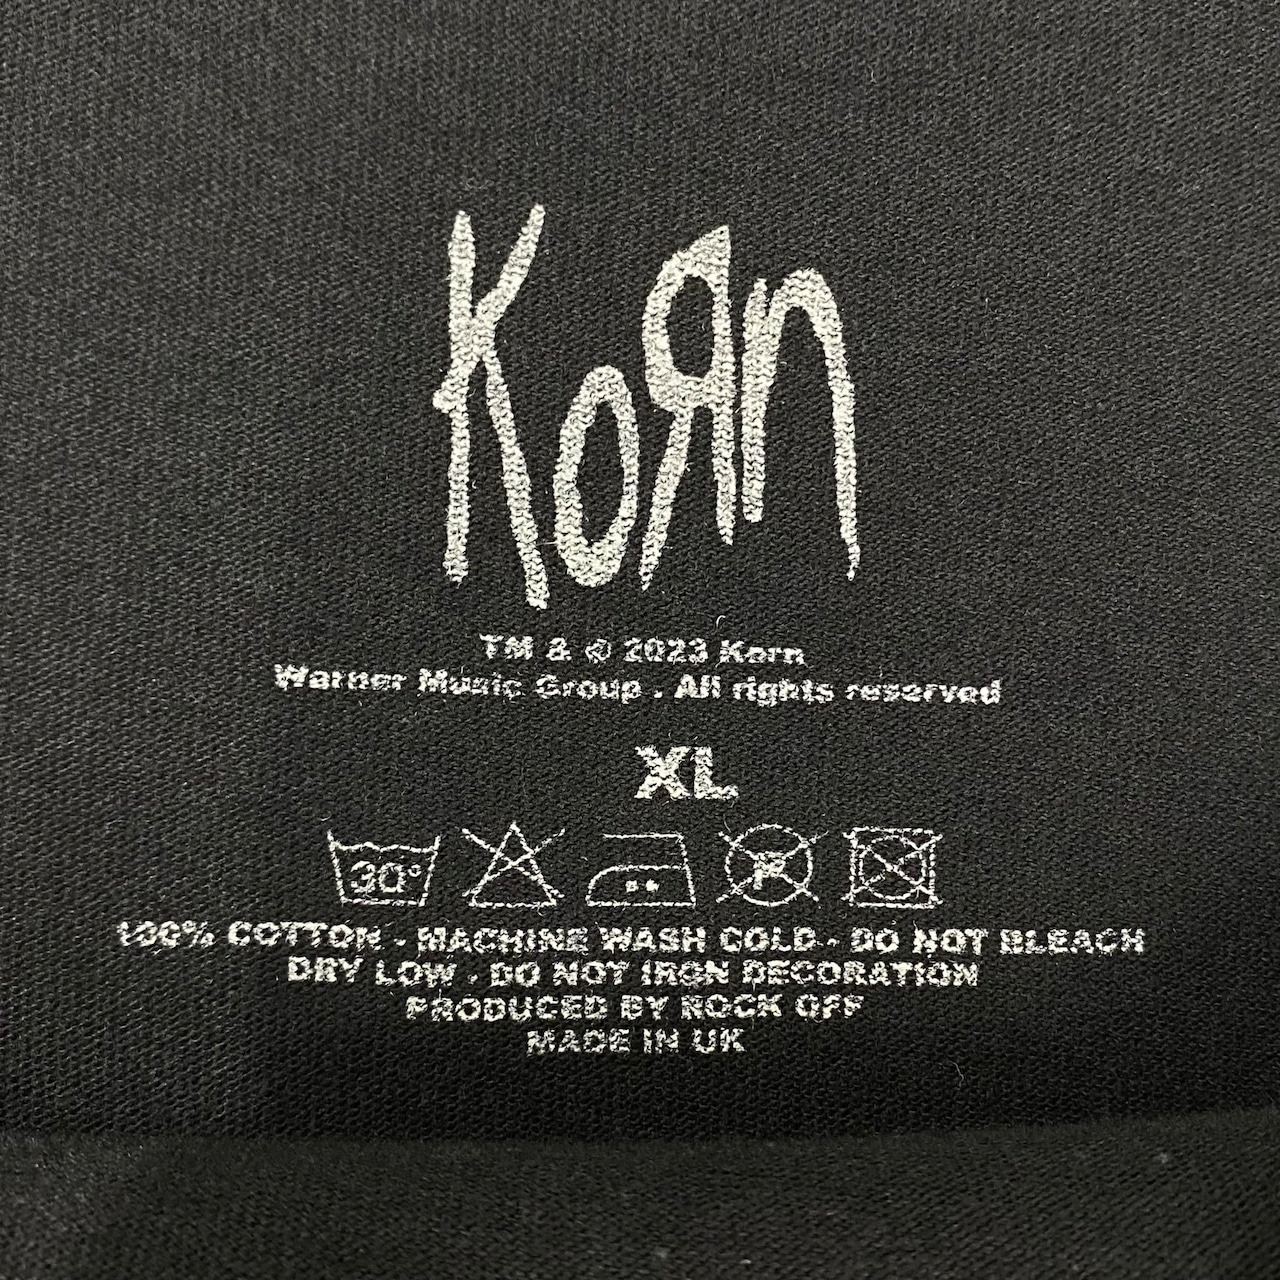 KoЯn
TM & © 2023 Korn
Warner Music Group . All rights reserved
XL
30° P
100% COTTON - MACHINE WASH COLD - DO NOT BLEACH
DRY LOW - DO NOT IRON DECORATION
PRODUCED BY ROCK OFF
MADE IN UK